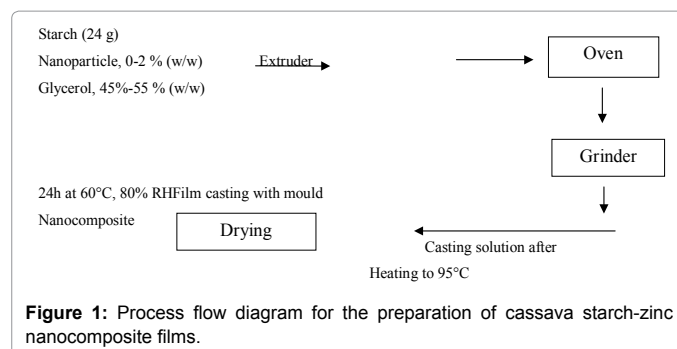 Starch (24 g)
Nanoparticle, 0-2 % (w/w) Extruder
Glycerol, 45%-55 % (w/w)
Oven
Grinder
24h at 60°C, 80% RHFilm casting with mould
Nanocomposite
Drying
Casting solution after
Heating to 95°C
Figure 1: Process flow diagram for the preparation of cassava starch-zinc
nanocomposite films.